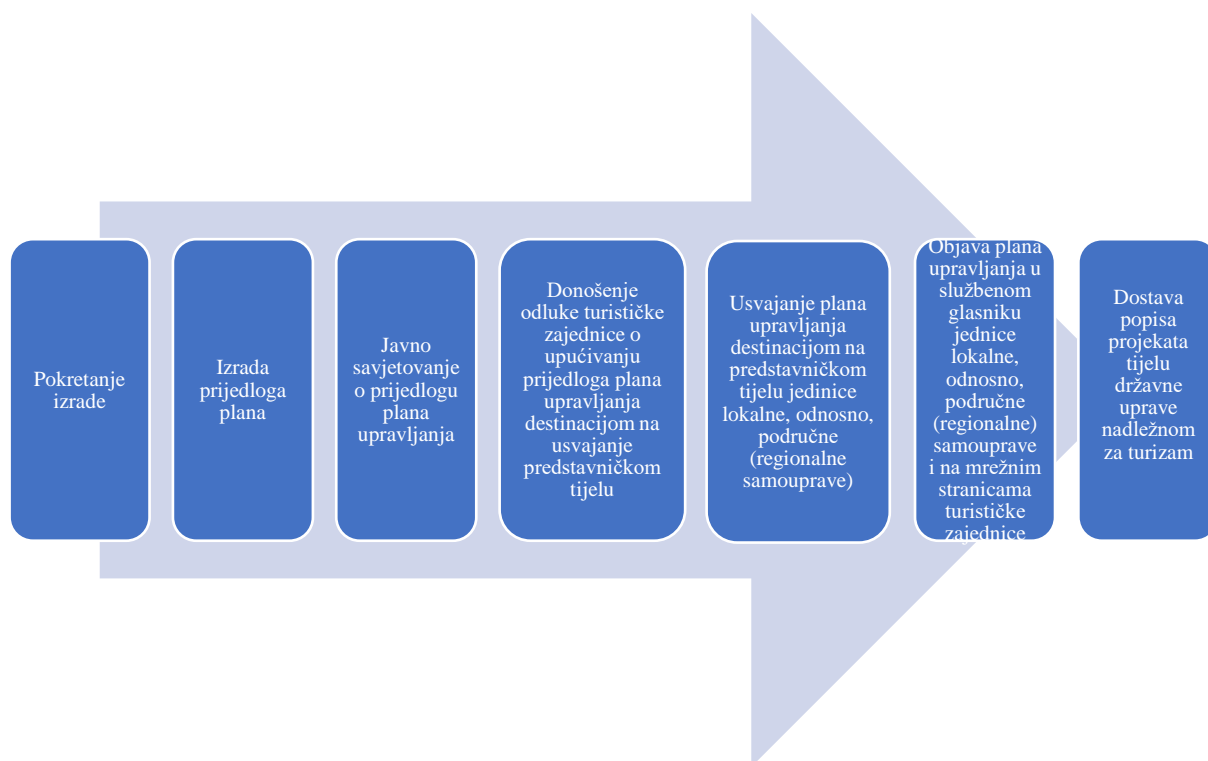 Pokretanje
izrade
Izrada
prijedloga
plana
Javno
savjetovanje
o prijedlogu
plana
upravljanja
Donošenje
odluke turističke
zajednice o
upućivanju
prijedloga plana
upravljanja
destinacijom na
usvajanje
predstavničkom
tijelu
Usvajanje plana
upravljanja
destinacijom na
predstavničkom
tijelu jedinice
lokalne, odnosno,
područne
(regionalne
samouprave)
Objava plana
upravljanja u
službenom
glasniku
jednice
lokalne,
odnosno,
područne
(regionalne)
samouprave
i na mrežnim
stranicama
turističke
zajednice
Dostava
popisa
projekata
tijelu
državne
uprave
nadležnom
za turizam